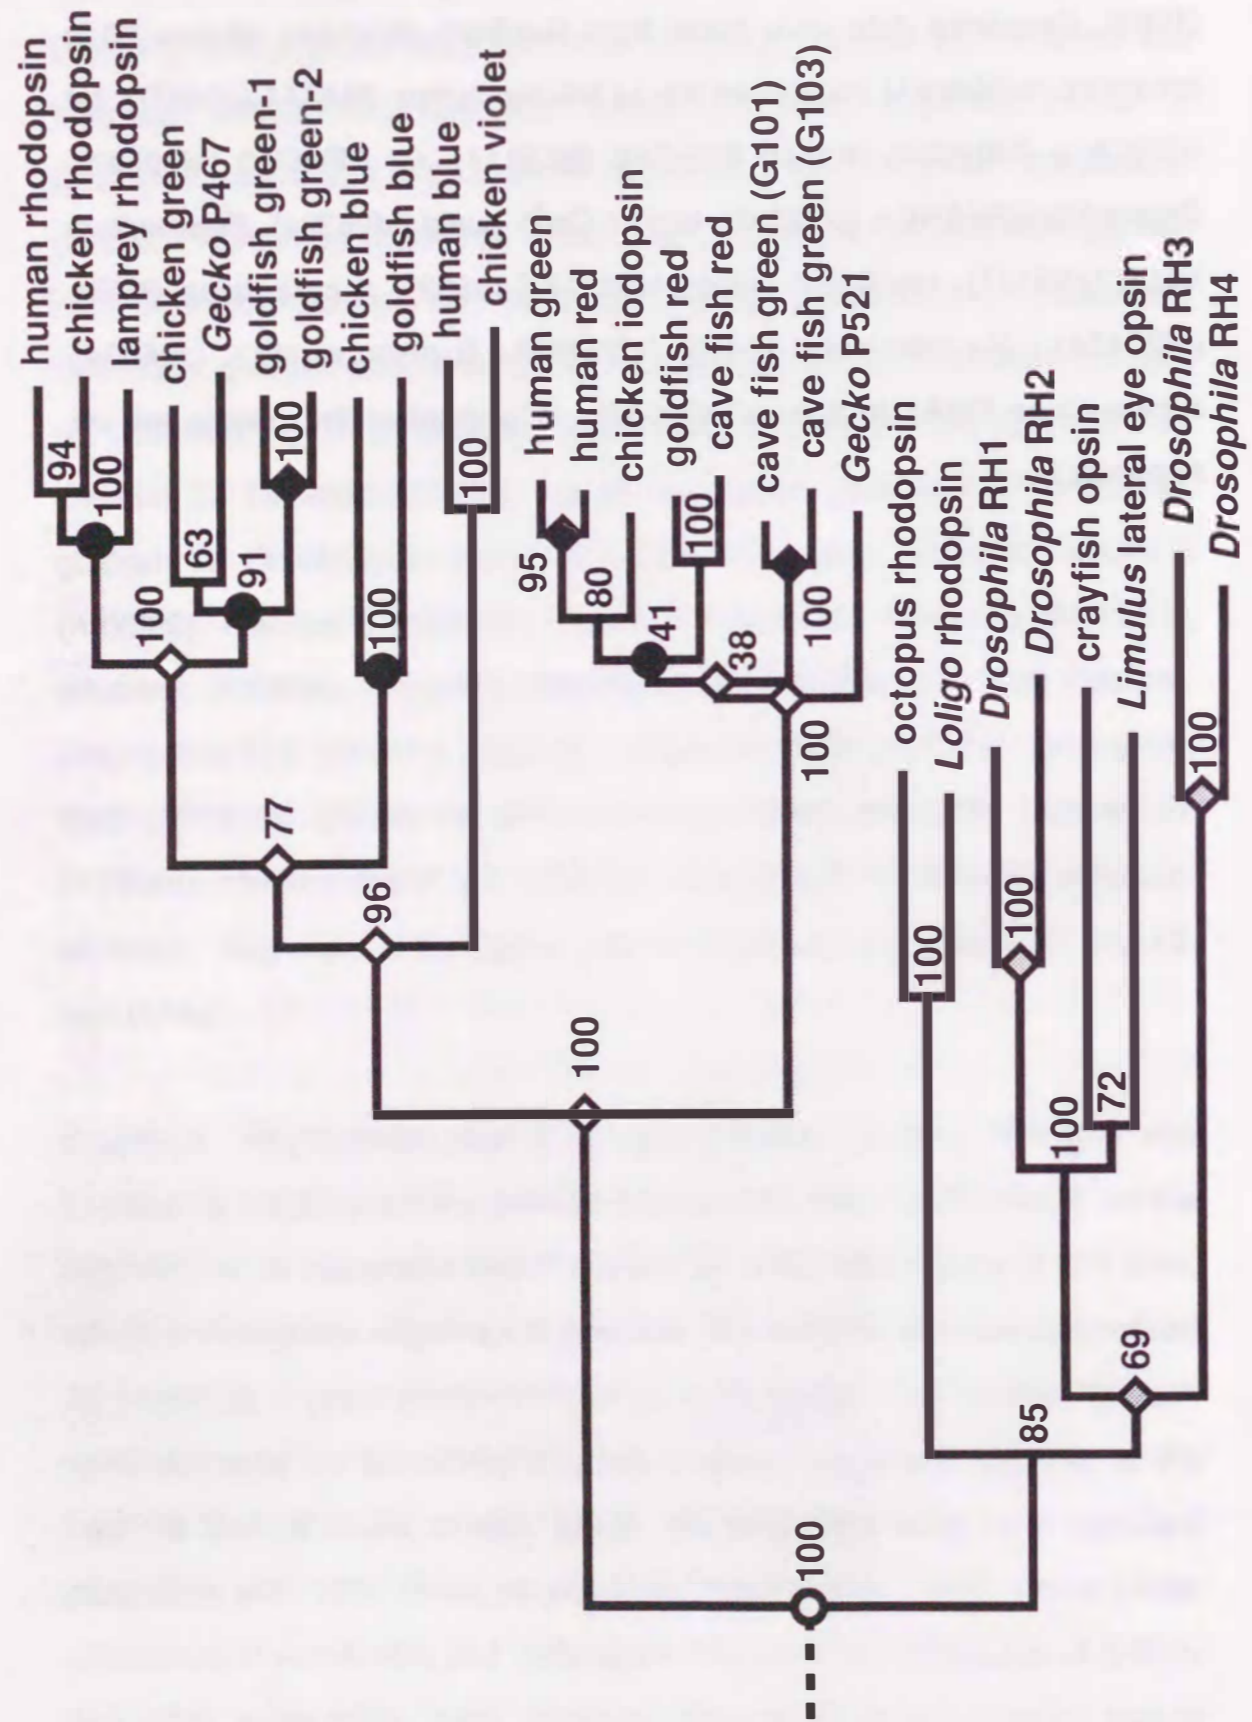 human rhodopsin
chicken rhodopsin
lamprey rhodopsin
chicken green
Gecko P467
goldfish green-1
goldfish green-2
chicken blue
goldfish blue
human blue
chicken violet
human green
human red
chicken iodopsin
goldfish red
cave fish red
cave fish green (G101)
cave fish green (G103)
Gecko P521
octopus rhodopsin
Loligo rhodopsin
Drosophila RH1
Drosophila RH2
crayfish opsin
Limulus lateral eye opsin
Drosophila RH3
Drosophila RH4
94
100
100
63
91
100
77
100
96
100
100
95
80
41
100
38
100
100
100
100
100
72
85
69
100
100